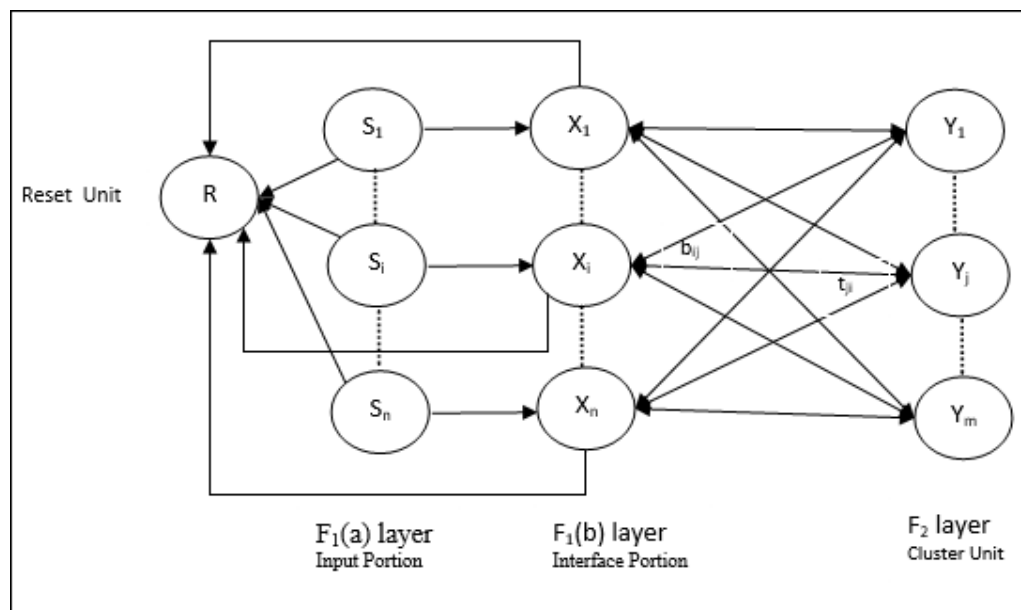 S₁
X₁
Y₁
Reset Unit
R
Sᵢ
Xᵢ
bᵢⱼ
tⱼᵢ
Yⱼ
Sₙ
Xₙ
Yₘ
F₁(a) layer
Input Portion
F₁(b) layer
Interface Portion
F₂ layer
Cluster Unit